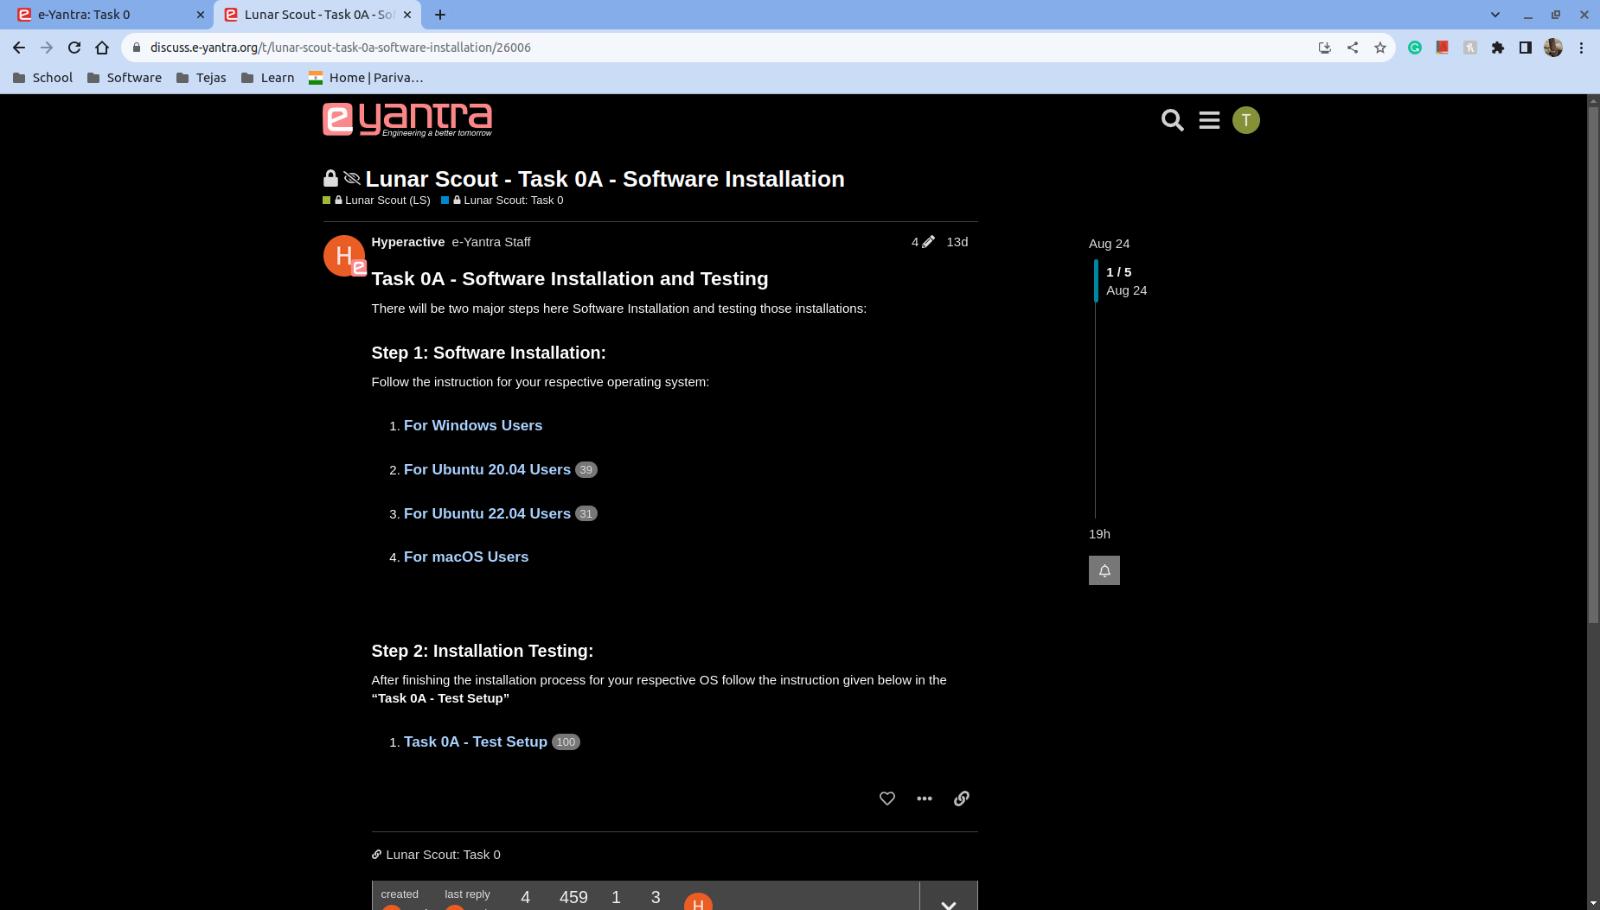 e-Yantra: Task 0
Lunar Scout - Task 0A - So
discuss.e-yantra.org/t/lunar-scout-task-0a-software-installation/26006
School
Software
Tejas
Learn
Home | Pariva…
e yantra
Engineering a better tomorrow
T
Lunar Scout - Task 0A - Software Installation
Lunar Scout (LS)
Lunar Scout: Task 0
H
Hyperactive e-Yantra Staff
4
13d
Task 0A - Software Installation and Testing
There will be two major steps here Software Installation and testing those installations:
Step 1: Software Installation:
Follow the instruction for your respective operating system:
1. For Windows Users
2. For Ubuntu 20.04 Users 39
3. For Ubuntu 22.04 Users 31
4. For macOS Users
Step 2: Installation Testing:
After finishing the installation process for your respective OS follow the instruction given below in the
“Task 0A - Test Setup”
1. Task 0A - Test Setup 100
Aug 24
1 / 5
Aug 24
19h
Lunar Scout: Task 0
created
last reply
4
459
1
3
H